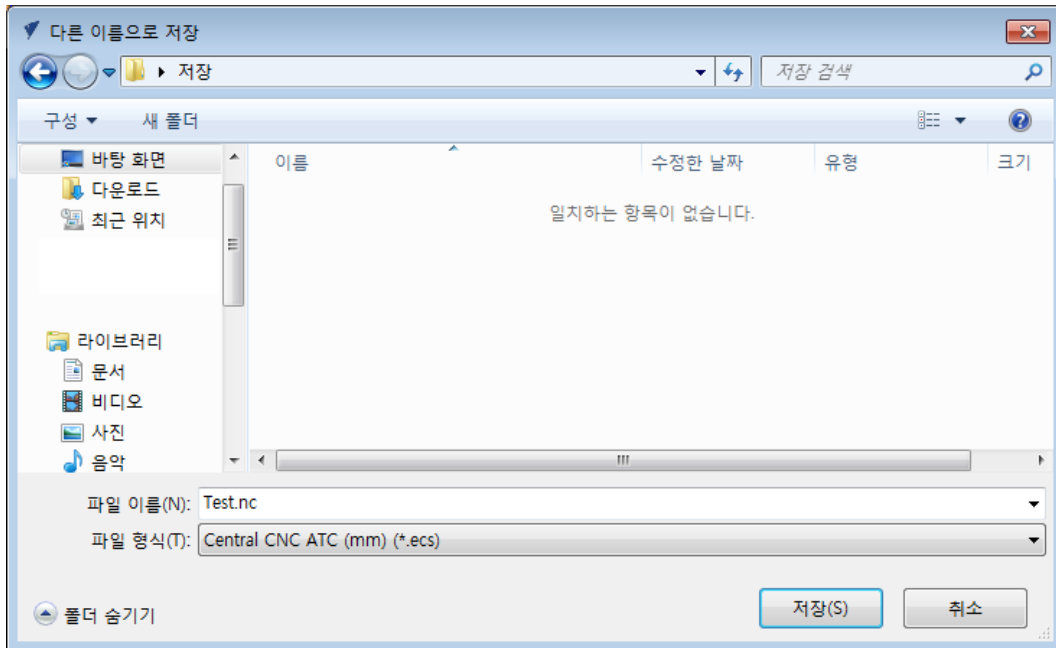 다른 이름으로 저장
저장
저장 검색
구성
새 폴더
바탕 화면
다운로드
최근 위치
라이브러리
문서
비디오
사진
음악
이름
수정한 날짜
유형
크기
일치하는 항목이 없습니다.
파일 이름(N): Test.nc
파일 형식(T): Central CNC ATC (mm) (*.ecs)
폴더 숨기기
저장(S)
취소